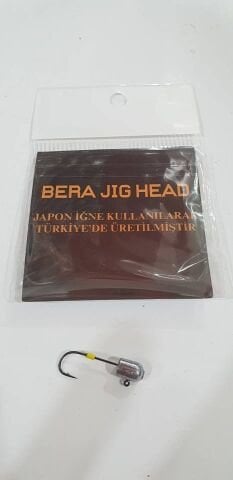 BERA JIG HEAD
JAPON İĞNE KULLANILARAK
TÜRKİYE'DE ÜRETİLMİŞTİR